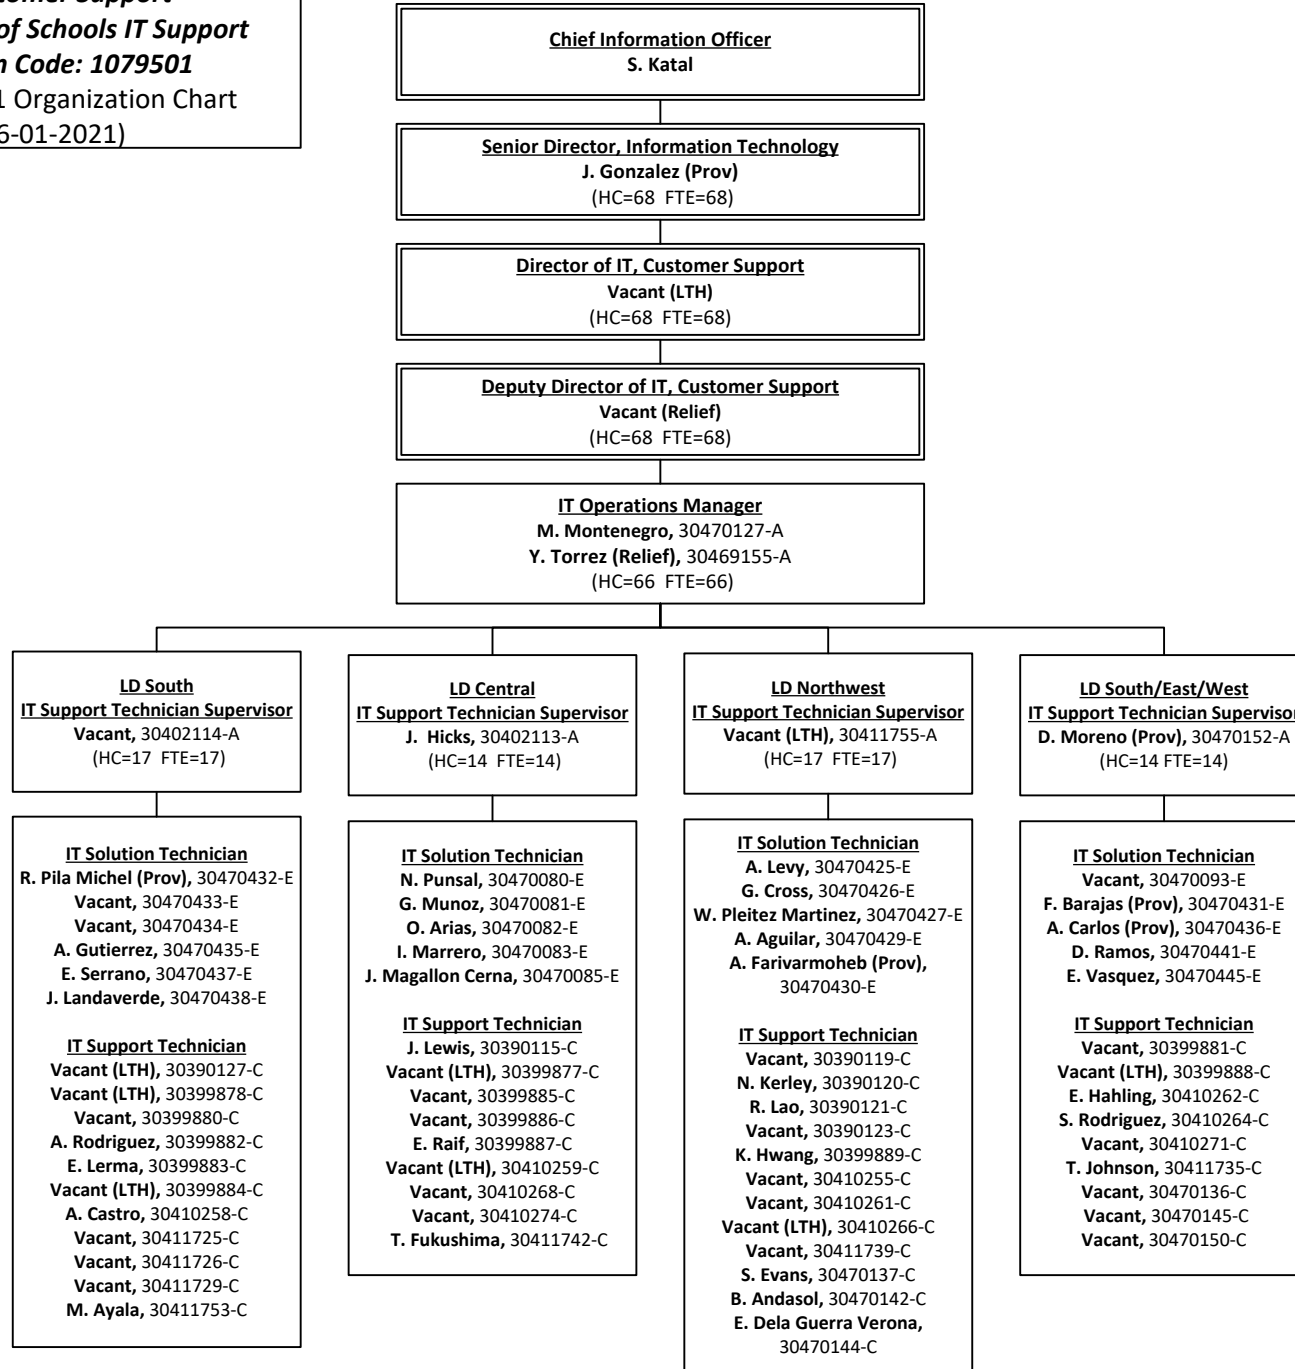 of Schools IT Support
Code: 1079501
1 Organization Chart
6-01-2021)
Chief Information Officer
S. Katal
Senior Director, Information Technology
J. Gonzalez (Prov)
(HC=68 FTE=68)
Director of IT, Customer Support
Vacant (LTH)
(HC=68 FTE=68)
Deputy Director of IT, Customer Support
Vacant (Relief)
(HC=68 FTE=68)
IT Operations Manager
M. Montenegro, 30470127-A
Y. Torrez (Relief), 30469155-A
(HC=66 FTE=66)
LD South
IT Support Technician Supervisor
Vacant, 30402114-A
(HC=17 FTE=17)
IT Solution Technician
R. Pila Michel (Prov), 30470432-E
Vacant, 30470433-E
Vacant, 30470434-E
A. Gutierrez, 30470435-E
E. Serrano, 30470437-E
J. Landaverde, 30470438-E
IT Support Technician
Vacant (LTH), 30390127-C
Vacant (LTH), 30399878-C
Vacant, 30399880-C
A. Rodriguez, 30399882-C
E. Lerma, 30399883-C
Vacant (LTH), 30399884-C
A. Castro, 30410258-C
Vacant, 30411725-C
Vacant, 30411726-C
Vacant, 30411729-C
M. Ayala, 30411753-C
LD Central
IT Support Technician Supervisor
J. Hicks, 30402113-A
(HC=14 FTE=14)
IT Solution Technician
N. Punsal, 30470080-E
G. Munoz, 30470081-E
O. Arias, 30470082-E
I. Marrero, 30470083-E
J. Magallon Cerna, 30470085-E
IT Support Technician
J. Lewis, 30390115-C
Vacant (LTH), 30399877-C
Vacant, 30399885-C
Vacant, 30399886-C
E. Raif, 30399887-C
Vacant (LTH), 30410259-C
Vacant, 30410268-C
Vacant, 30410274-C
T. Fukushima, 30411742-C
LD Northwest
IT Support Technician Supervisor
Vacant (LTH), 30411755-A
(HC=17 FTE=17)
IT Solution Technician
A. Levy, 30470425-E
G. Cross, 30470426-E
W. Pleitez Martinez, 30470427-E
A. Aguilar, 30470429-E
A. Farivarmoheb (Prov),
30470430-E
IT Support Technician
Vacant, 30390119-C
N. Kerley, 30390120-C
R. Lao, 30390121-C
Vacant, 30390123-C
K. Hwang, 30399889-C
Vacant, 30410255-C
Vacant, 30410261-C
Vacant (LTH), 30410266-C
Vacant, 30411739-C
S. Evans, 30470137-C
B. Andasol, 30470142-C
E. Dela Guerra Verona,
30470144-C
LD South/East/West
IT Support Technician Supervisor
D. Moreno (Prov), 30470152-A
(HC=14 FTE=14)
IT Solution Technician
Vacant, 30470093-E
F. Barajas (Prov), 30470431-E
A. Carlos (Prov), 30470436-E
D. Ramos, 30470441-E
E. Vasquez, 30470445-E
IT Support Technician
Vacant, 30399881-C
Vacant (LTH), 30399888-C
E. Hahling, 30410262-C
S. Rodriguez, 30410264-C
Vacant, 30410271-C
T. Johnson, 30411735-C
Vacant, 30470136-C
Vacant, 30470145-C
Vacant, 30470150-C